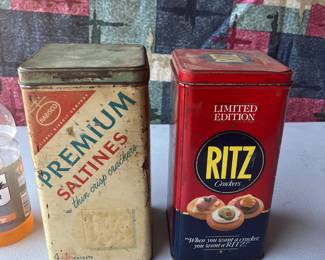 NABISCO
PREMIUM
SALTINES
"thin crisp crackers"
LIMITED
EDITION
RITZ
Crackers
"When you want a cracker,
you want a RITZ."